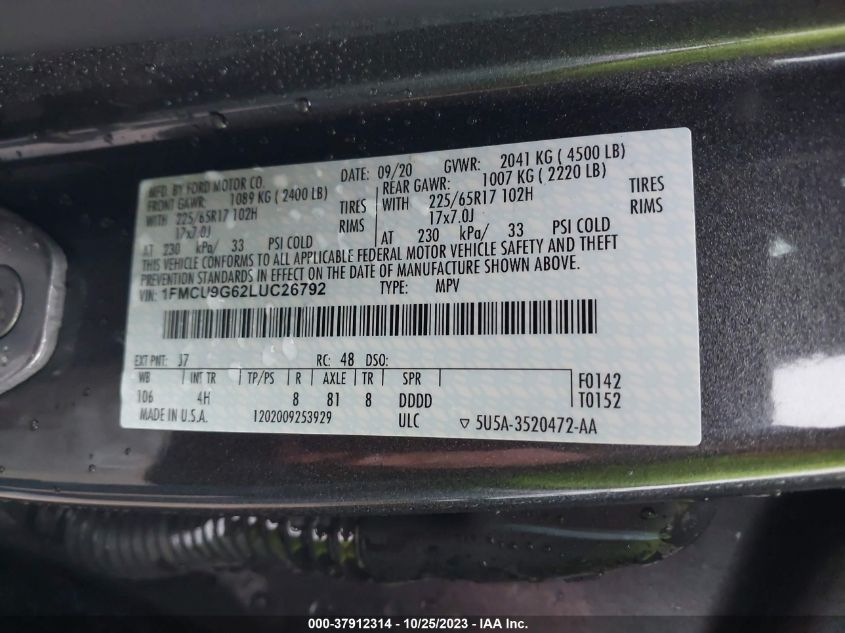 MFD. BY FORD MOTOR CO.
DATE: 09/20 GVWR: 2041 KG ( 4500 LB)
FRONT GAWR: 1089 KG ( 2400 LB)
REAR GAWR: 1007 KG ( 2220 LB)
WITH 225/65R17 102H TIRES
WITH 225/65R17 102H TIRES
17x7.0J RIMS
17x7.0J RIMS
AT 230 kPa/ 33 PSI COLD
AT 230 kPa/ 33 PSI COLD
THIS VEHICLE CONFORMS TO ALL APPLICABLE FEDERAL MOTOR VEHICLE SAFETY AND THEFT
PREVENTION STANDARDS IN EFFECT ON THE DATE OF MANUFACTURE SHOWN ABOVE.
VIN: 1FMCU9G62LUC26792 TYPE: MPV
EXT PNT: J7 RC: 48 DSO:
WB INT TR TP/PS R AXLE TR SPR
106 4H 8 81 8 DDDD
F0142
T0152
MADE IN U.S.A. 1202009253929 ULC ▽ 5U5A-3520472-AA
000-37912314 - 10/25/2023 - IAA Inc.